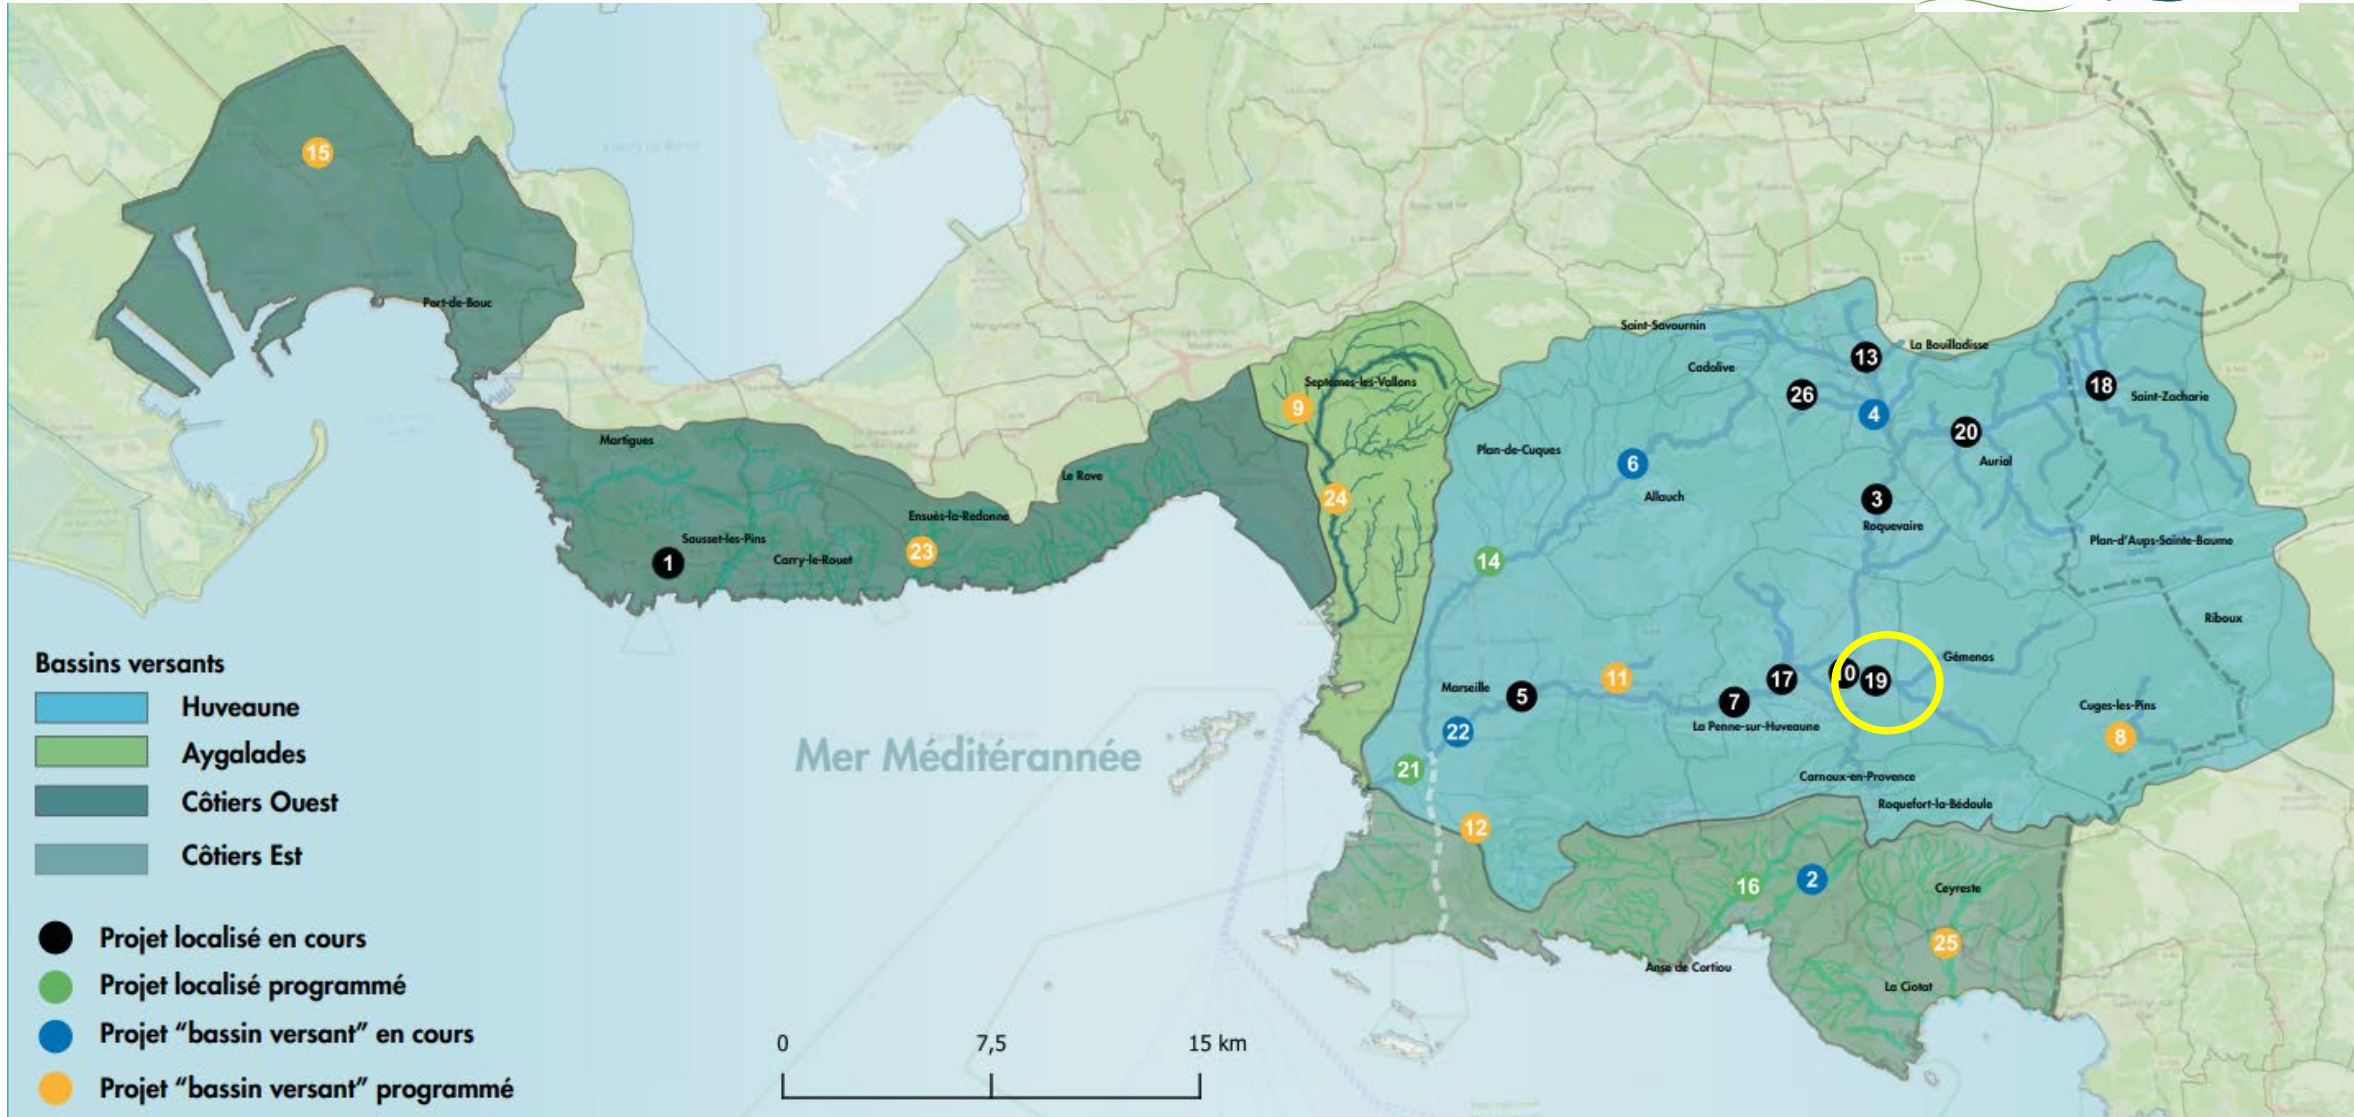 15
Port-de-Bouc
Saint-Savournin
La Bouilladisse
13
Cadolive
Septèmes-les-Vallons
26
18
Saint-Zacharie
9
4
20
Martigues
Plan-de-Cuques
Auriol
6
Le Rove
Allauch
24
3
Ensuès-la-Redonne
Roquevaire
Sausset-les-Pins
Plan-d'Aups-Sainte-Baume
23
1
Carry-le-Rouet
14
Riboux
Bassins versants
Gémenos
Huveaune
Marseille
5
11
7
17
10
19
La Penne-sur-Huveaune
Cuges-les-Pins
8
22
Aygalades
Mer Méditérannée
21
Carnoux-en-Provence
Côtiers Ouest
Roquefort-la-Bédoule
12
Côtiers Est
16
2
Ceyreste
Projet localisé en cours
25
Anse de Cortiou
Projet localisé programmé
La Ciotat
Projet “bassin versant” en cours
0 7,5 15 km
Projet “bassin versant” programmé